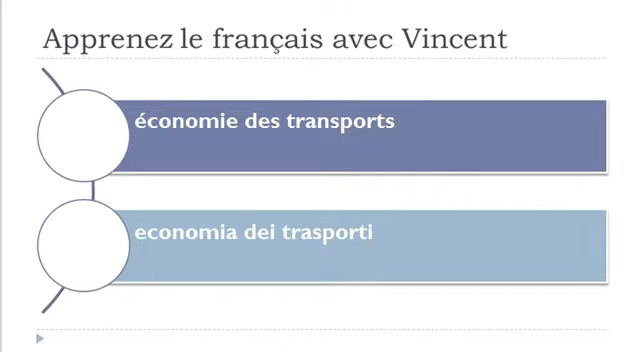 Apprenez le français avec Vincent
économie des transports
economia dei trasporti